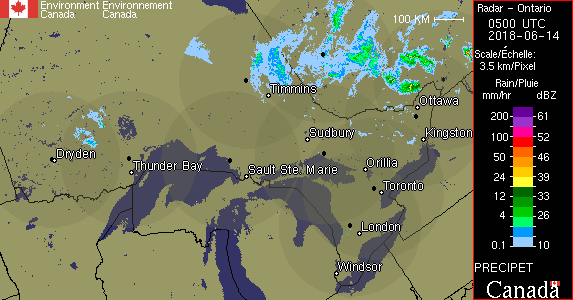 Environment Environnement
Canada Canada
100 KM
Timmins
Ottawa
Sudbury
Kingston
Dryden
Thunder Bay
Sault Ste. Marie
Orillia
Toronto
London
Windsor
Radar - Ontario
0500 UTC
2018-06-14
Scale/Échelle:
3.5 km/Pixel
Rain/Pluie
mm/hr dBZ
200 61
100 52
50 46
24 39
12 33
4 26
0.1 10
PRECIPET
Canada